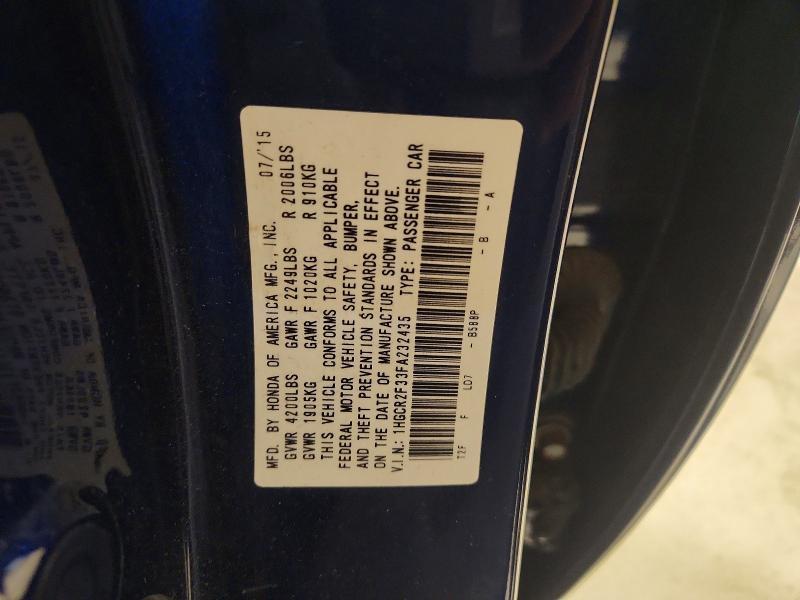 MFD. BY HONDA OF AMERICA MFG., INC. 07/'15
GVWR 4200LBS GAWR F 2249LBS R 2006LBS
GVWR 1905KG GAWR F 1020KG R 910KG
THIS VEHICLE CONFORMS TO ALL APPLICABLE
FEDERAL MOTOR VEHICLE SAFETY, BUMPER,
AND THEFT PREVENTION STANDARDS IN EFFECT
ON THE DATE OF MANUFACTURE SHOWN ABOVE.
V.I.N.: 1HGCR2F33FA232435 TYPE: PASSENGER CAR
T2F F LD7 - B588P - B - A